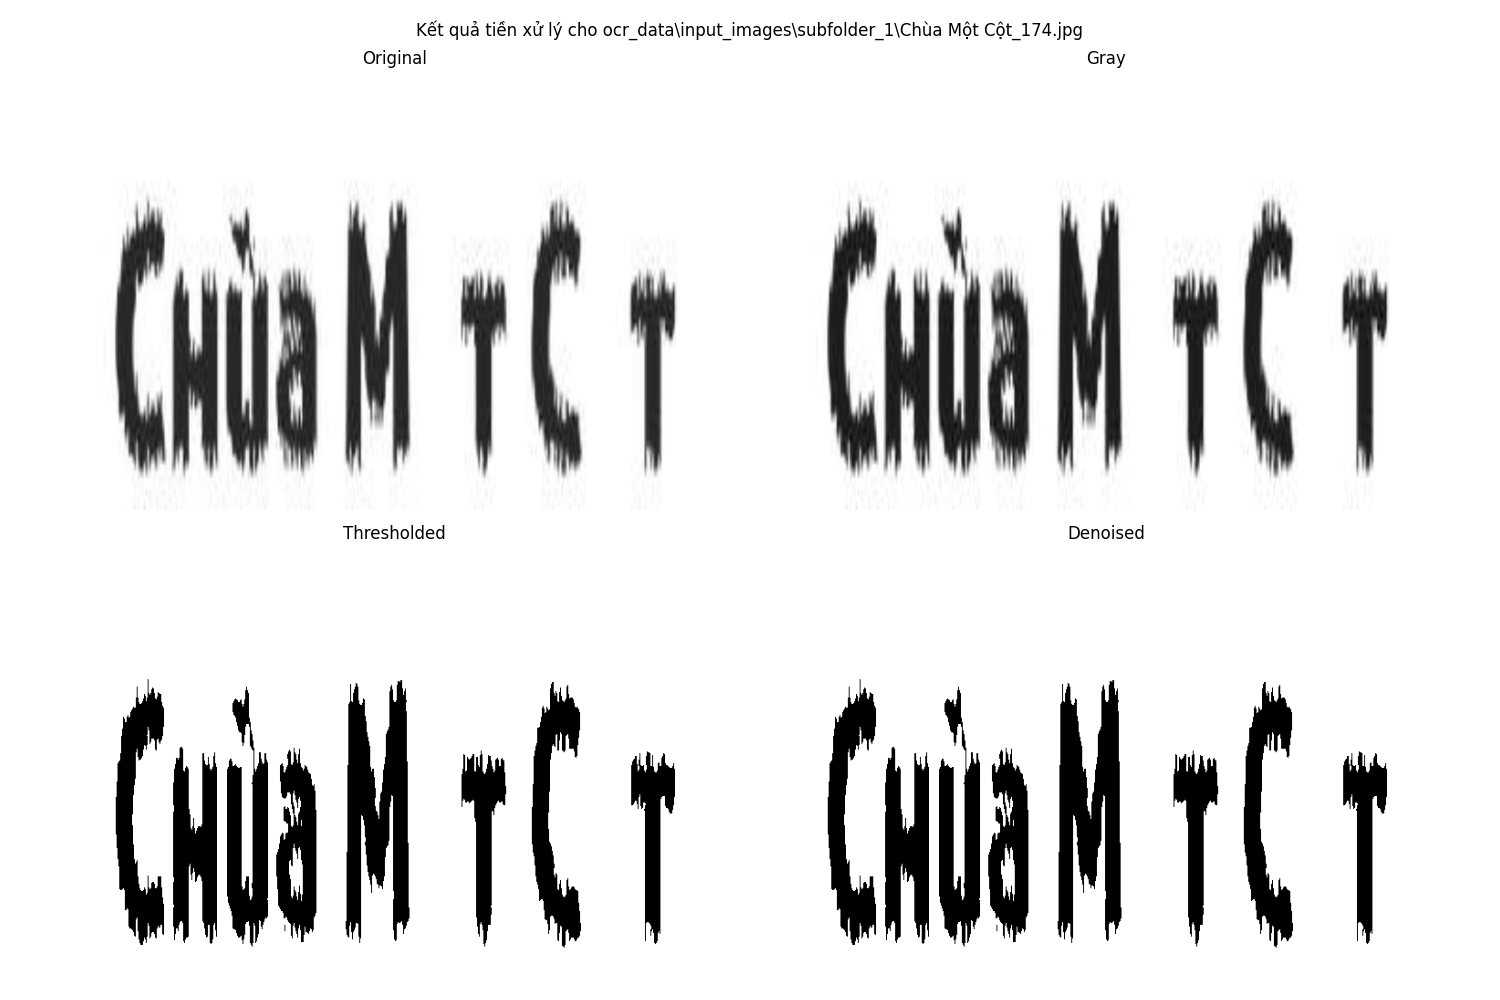 Kết quả tiền xử lý cho ocr_data\input_images\subfolder_1\Chùa Một Cột_174.jpg
Original
Gray
Chùa M t C t
Chùa M t C t
Thresholded
Denoised
Chùa M t C t
Chùa M t C t